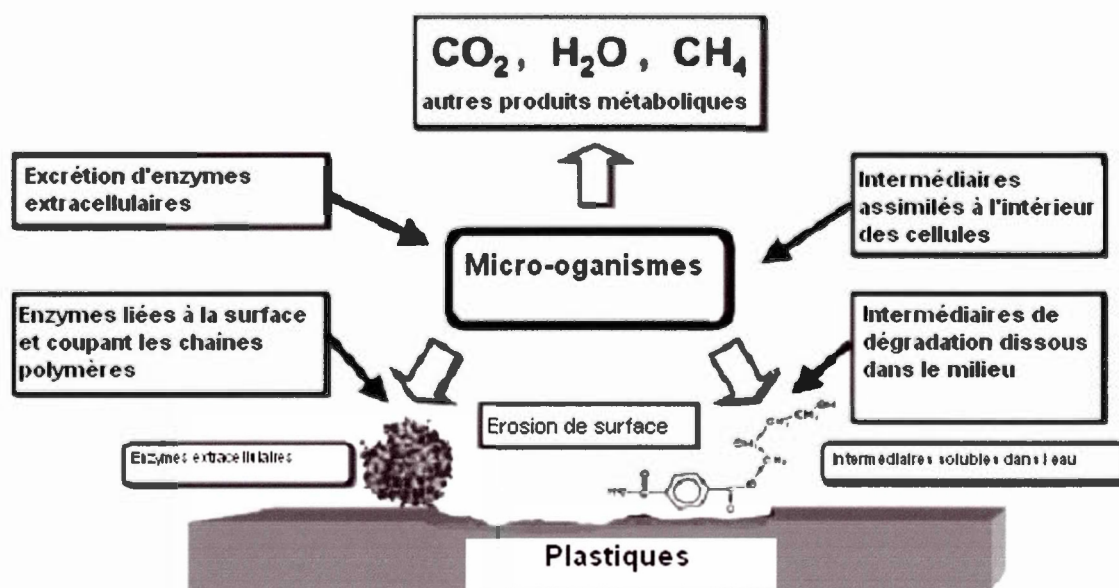 CO₂, H₂O, CH₄
autres produits métaboliques
Excrétion d'enzymes
extracellulaires
Intermédiaires
assimilés à l'intérieur
des cellules
Micro-oganismes
Enzymes liées à la surface
et coupant les chaînes
polymères
Intermédiaires de
dégradation dissous
dans le milieu
Erosion de surface
Enzymes extracellulaires
Intermédiaires solubles dans l'eau
Plastiques